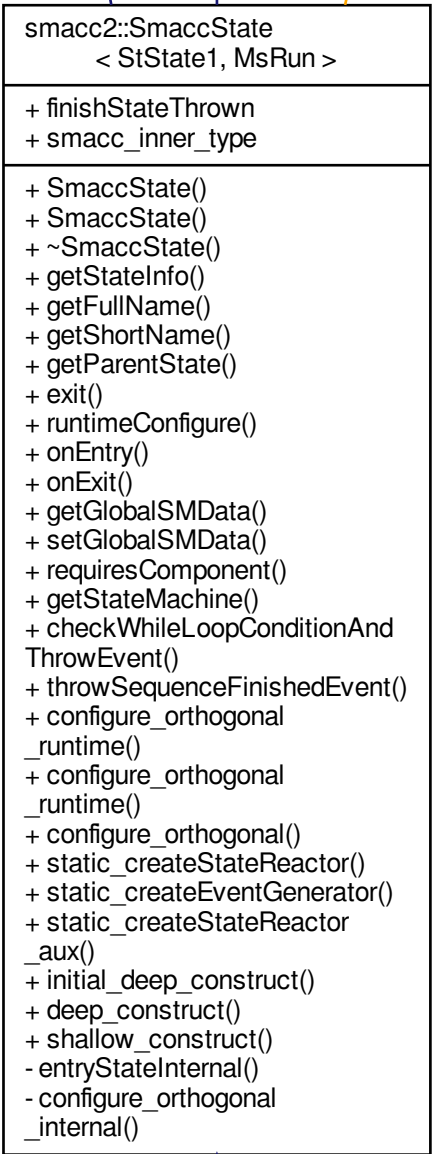 smacc2::SmaccState
< StState1, MsRun >
+ finishStateThrown
+ smacc_inner_type
+ SmaccState()
+ SmaccState()
+ ~SmaccState()
+ getStateInfo()
+ getFullName()
+ getShortName()
+ getParentState()
+ exit()
+ runtimeConfigure()
+ onEntry()
+ onExit()
+ getGlobalSMData()
+ setGlobalSMData()
+ requiresComponent()
+ getStateMachine()
+ checkWhileLoopConditionAnd
ThrowEvent()
+ throwSequenceFinishedEvent()
+ configure_orthogonal
_runtime()
+ configure_orthogonal
_runtime()
+ configure_orthogonal()
+ static_createStateReactor()
+ static_createEventGenerator()
+ static_createStateReactor
_aux()
+ initial_deep_construct()
+ deep_construct()
+ shallow_construct()
- entryStateInternal()
- configure_orthogonal
_internal()